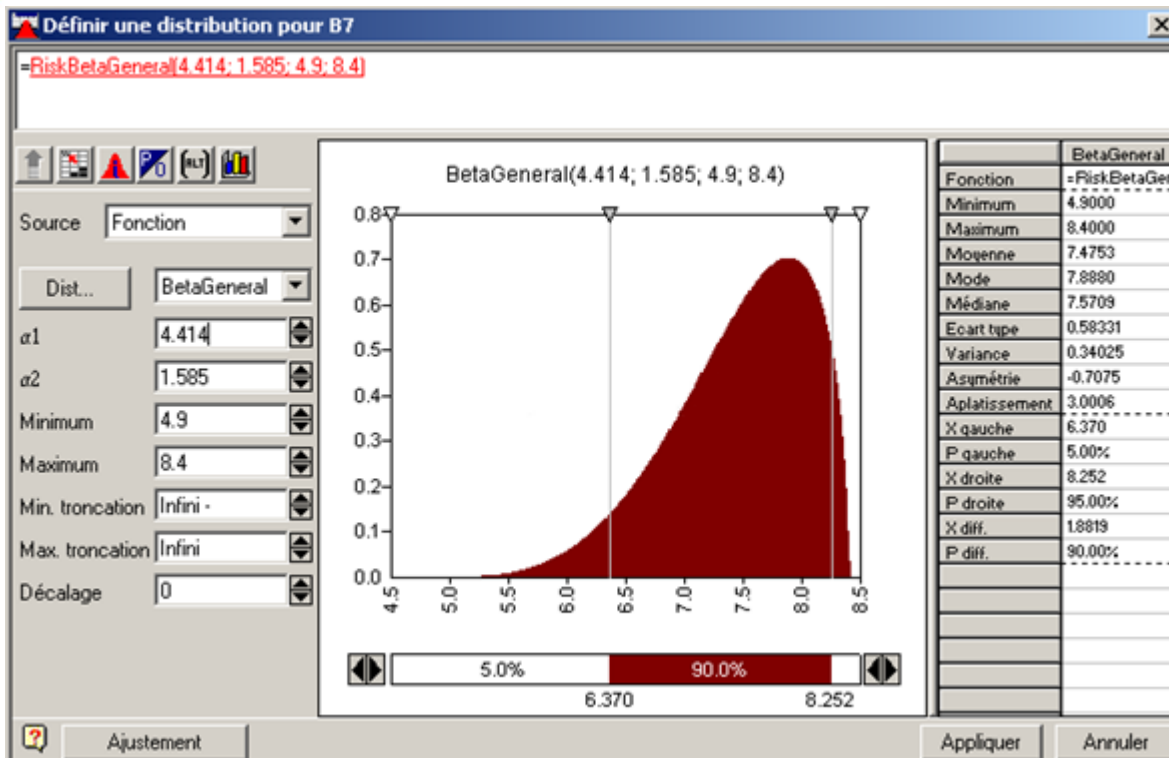 Définir une distribution pour B7
=RiskBetaGeneral(4.414; 1.585; 4.9; 8.4)
Source Fonction
Dist... BetaGeneral
α1 4.414
α2 1.585
Minimum 4.9
Maximum 8.4
Min. troncation Infini -
Max. troncation Infini
Décalage 0
BetaGeneral(4.414; 1.585; 4.9; 8.4)
0.8
0.7
0.6
0.5
0.4
0.3
0.2
0.1
0.0
4.5 5.0 5.5 6.0 6.5 7.0 7.5 8.0 8.5
5.0% 90.0%
6.370 8.252
BetaGeneral
Fonction =RiskBetaGer
Minimum 4.9000
Maximum 8.4000
Moyenne 7.4753
Mode 7.8880
Médiane 7.5709
Ecart type 0.58331
Variance 0.34025
Asymétrie -0.7075
Aplatissement 3.0006
X gauche 6.370
P gauche 5.00%
X droite 8.252
P droite 95.00%
X diff. 1.8819
P diff. 90.00%
Ajustement
Appliquer
Annuler